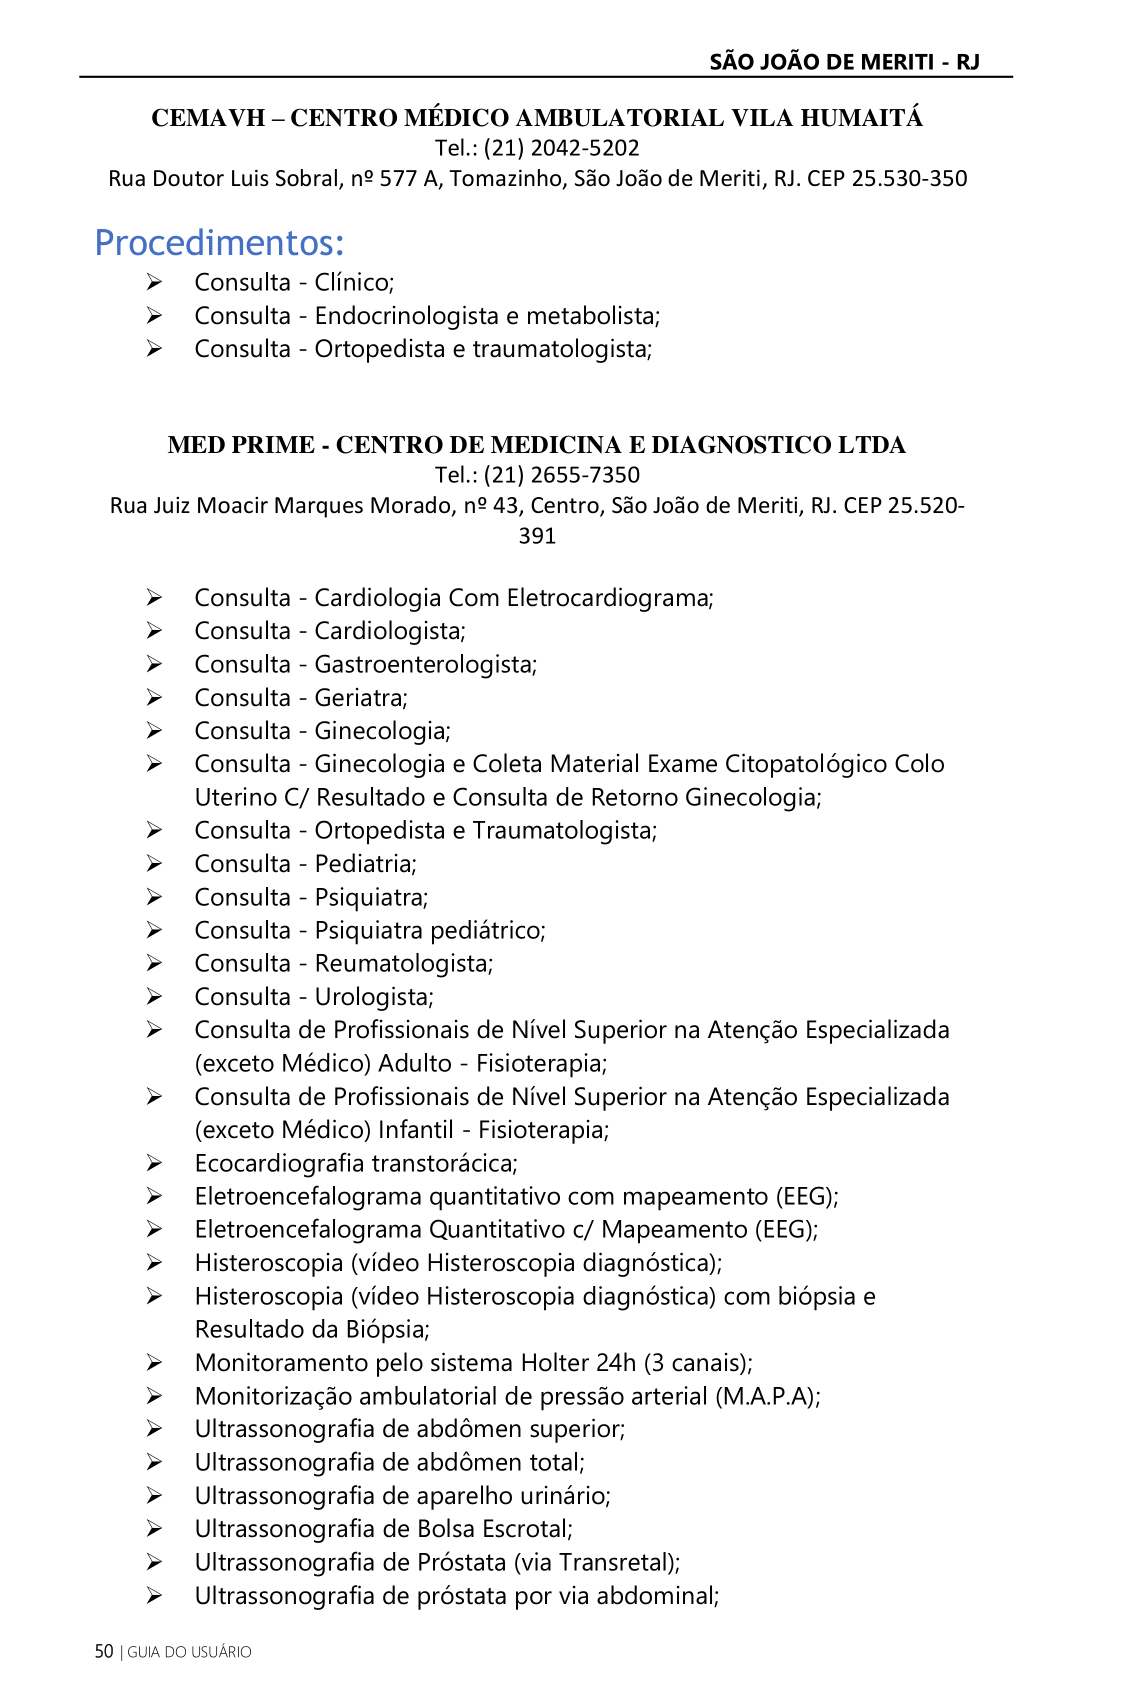 SÃO JOÃO DE MERITI - RJ
CEMAVH – CENTRO MÉDICO AMBULATORIAL VILA HUMAITÁ
Tel.: (21) 2042-5202
Rua Doutor Luis Sobral, nº 577 A, Tomazinho, São João de Meriti, RJ. CEP 25.530-350
Procedimentos:
➢ Consulta - Clínico;
➢ Consulta - Endocrinologista e metabolista;
➢ Consulta - Ortopedista e traumatologista;
MED PRIME - CENTRO DE MEDICINA E DIAGNOSTICO LTDA
Tel.: (21) 2655-7350
Rua Juiz Moacir Marques Morado, nº 43, Centro, São João de Meriti, RJ. CEP 25.520-
391
➢ Consulta - Cardiologia Com Eletrocardiograma;
➢ Consulta - Cardiologista;
➢ Consulta - Gastroenterologista;
➢ Consulta - Geriatra;
➢ Consulta - Ginecologia;
➢ Consulta - Ginecologia e Coleta Material Exame Citopatológico Colo
Uterino C/ Resultado e Consulta de Retorno Ginecologia;
➢ Consulta - Ortopedista e Traumatologista;
➢ Consulta - Pediatria;
➢ Consulta - Psiquiatra;
➢ Consulta - Psiquiatra pediátrico;
➢ Consulta - Reumatologista;
➢ Consulta - Urologista;
➢ Consulta de Profissionais de Nível Superior na Atenção Especializada
(exceto Médico) Adulto - Fisioterapia;
➢ Consulta de Profissionais de Nível Superior na Atenção Especializada
(exceto Médico) Infantil - Fisioterapia;
➢ Ecocardiografia transtorácica;
➢ Eletroencefalograma quantitativo com mapeamento (EEG);
➢ Eletroencefalograma Quantitativo c/ Mapeamento (EEG);
➢ Histeroscopia (vídeo Histeroscopia diagnóstica);
➢ Histeroscopia (vídeo Histeroscopia diagnóstica) com biópsia e
Resultado da Biópsia;
➢ Monitoramento pelo sistema Holter 24h (3 canais);
➢ Monitorização ambulatorial de pressão arterial (M.A.P.A);
➢ Ultrassonografia de abdômen superior;
➢ Ultrassonografia de abdômen total;
➢ Ultrassonografia de aparelho urinário;
➢ Ultrassonografia de Bolsa Escrotal;
➢ Ultrassonografia de Próstata (via Transretal);
➢ Ultrassonografia de próstata por via abdominal;
50 | GUIA DO USUÁRIO